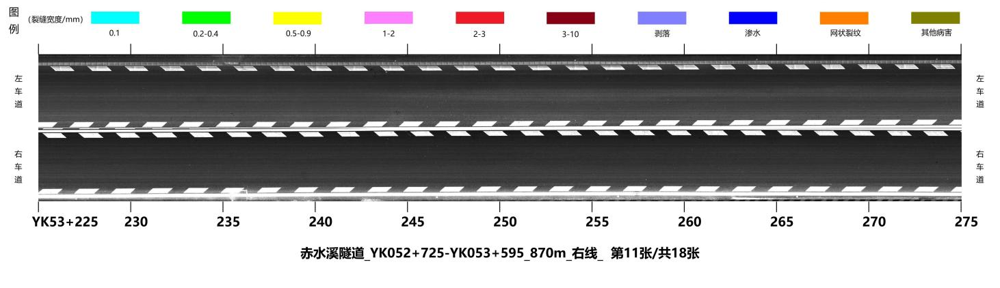 图例
(裂缝宽度/mm)
0.1 0.2-0.4 0.5-0.9 1-2 2-3 3-10 剥落 渗水 网状裂纹 其他病害
左车道 左车道
右车道 右车道
YK53+225 230 235 240 245 250 255 260 265 270 275
赤水溪隧道_YK052+725-YK053+595_870m_右线_ 第11张/共18张